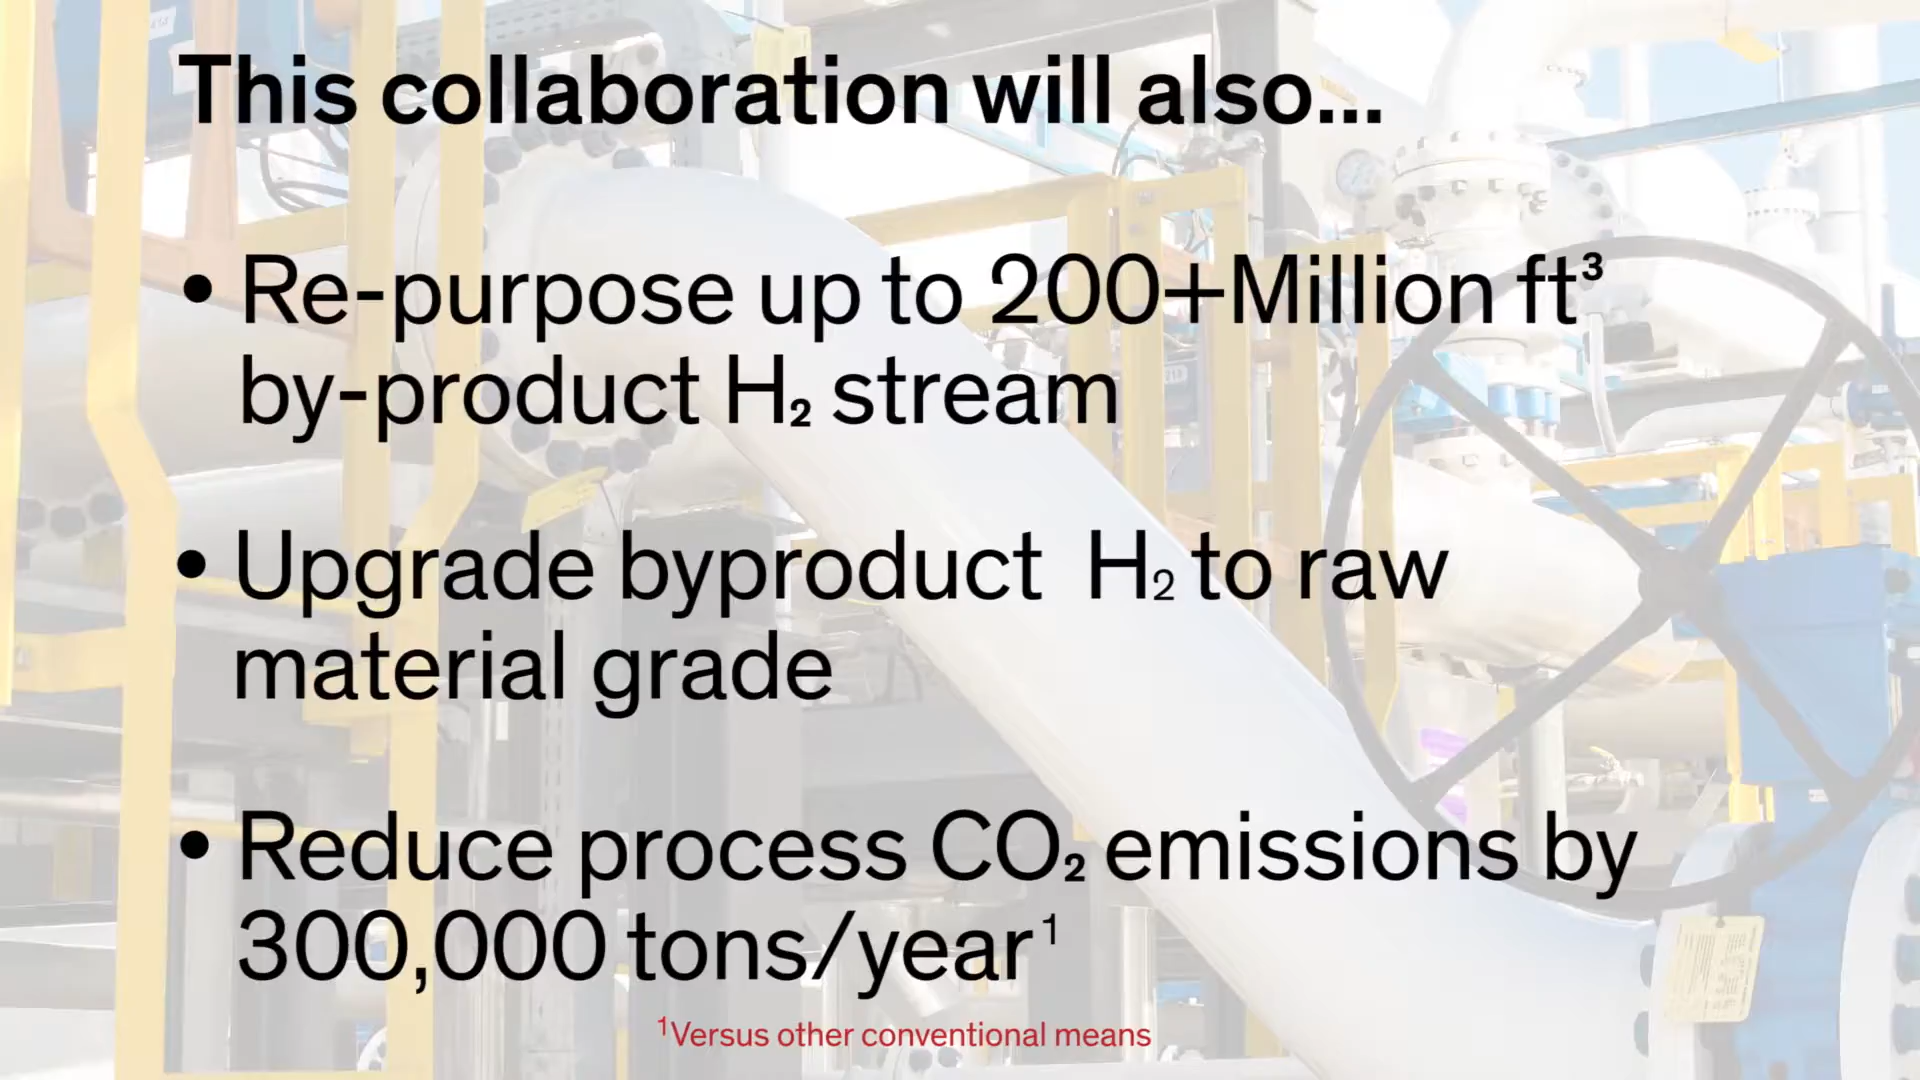 This collaboration will also...
• Re-purpose up to 200+Million ft³
by-product H₂ stream
• Upgrade byproduct H₂ to raw
material grade
• Reduce process CO₂ emissions by
300,000 tons/year¹
¹Versus other conventional means